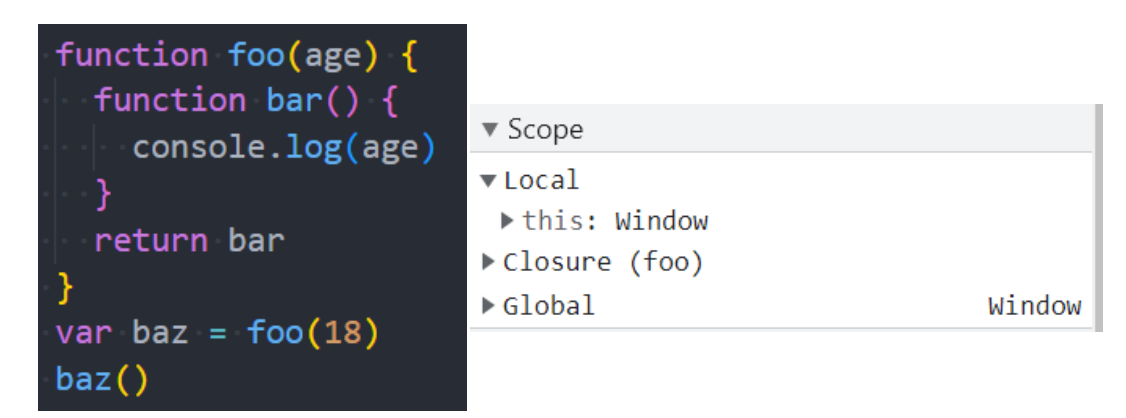 function foo(age) {
function bar() {
console.log(age)
}
return bar
}
var baz = foo(18)
baz()
Scope
Local
this: Window
Closure (foo)
Global Window